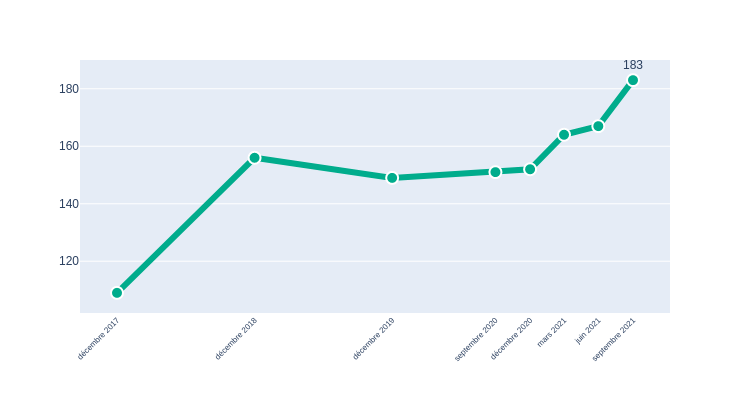 183
180
160
140
120
décembre 2017
décembre 2018
décembre 2019
septembre 2020
décembre 2020
mars 2021
juin 2021
septembre 2021